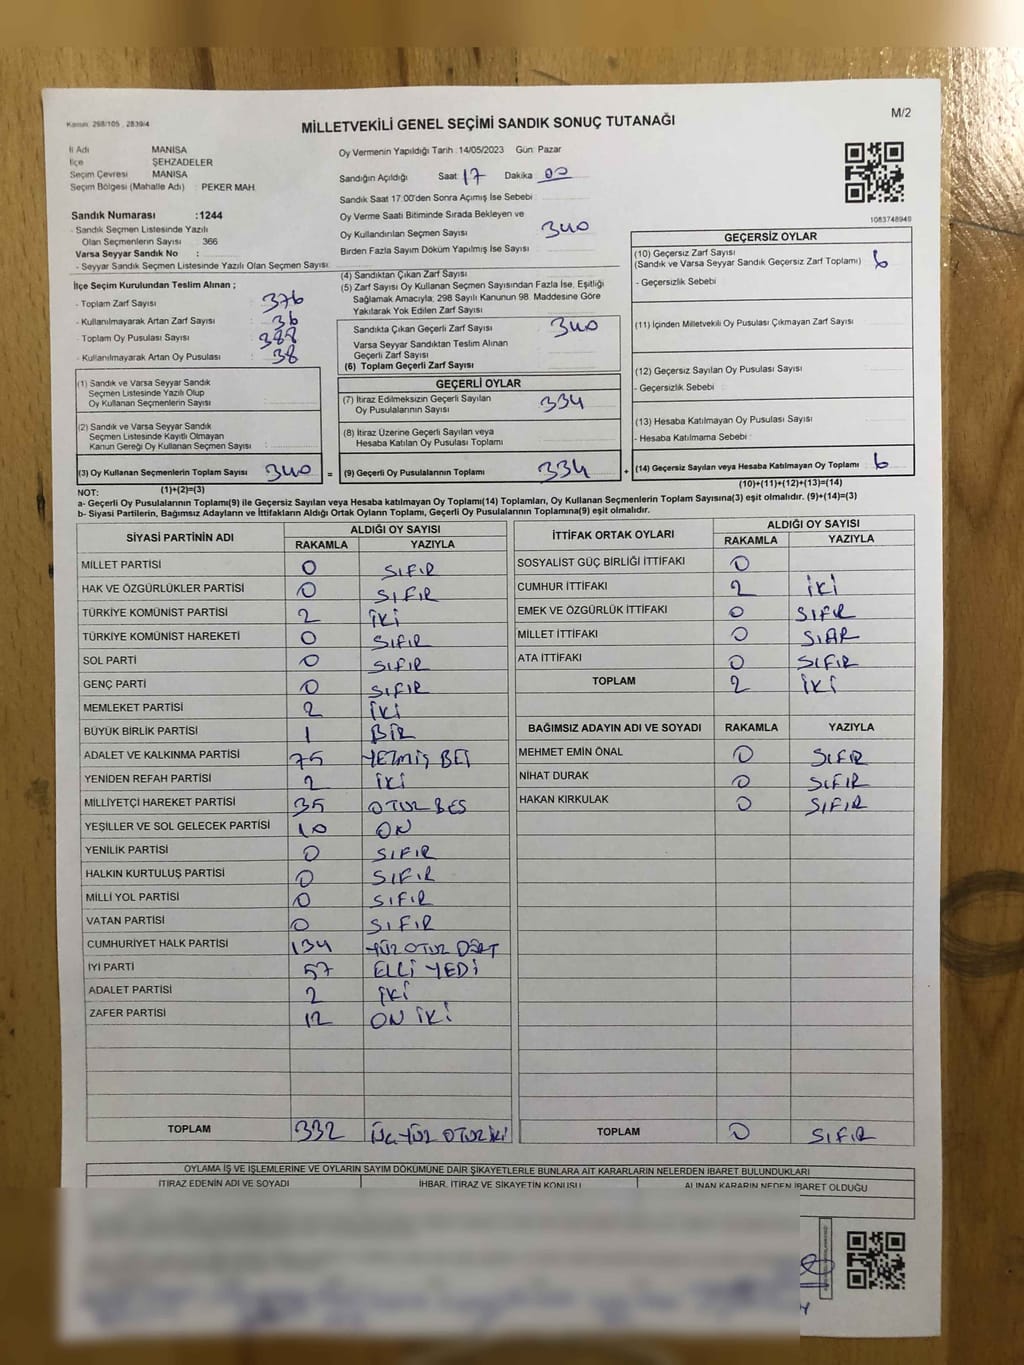 Kanun: 298/105 , 2839/4
M/2
MİLLETVEKİLİ GENEL SEÇİMİ SANDIK SONUÇ TUTANAĞI
İl Adı MANİSA
İlçe ŞEHZADELER
Seçim Çevresi MANİSA
Seçim Bölgesi (Mahalle Adı) : PEKER MAH.
Sandık Numarası :1244
- Sandık Seçmen Listesinde Yazılı
Olan Seçmenlerin Sayısı : 366
Varsa Seyyar Sandık No :
- Seyyar Sandık Seçmen Listesinde Yazılı Olan Seçmen Sayısı:
Oy Vermenin Yapıldığı Tarih :14/05/2023 Gün: Pazar
Sandığın Açıldığı Saat: 17 Dakika: 00
Sandık Saat 17:00'den Sonra Açılmış İse Sebebi :
Oy Verme Saati Bitiminde Sırada Bekleyen ve
Oy Kullandırılan Seçmen Sayısı : 340
Birden Fazla Sayım Döküm Yapılmış İse Sayısı :
1083748946
İlçe Seçim Kurulundan Teslim Alınan ;
- Toplam Zarf Sayısı : 376
- Kullanılmayarak Artan Zarf Sayısı : 36
- Toplam Oy Pusulası Sayısı : 388
- Kullanılmayarak Artan Oy Pusulası : 38
(4) Sandıktan Çıkan Zarf Sayısı :
(5) Zarf Sayısı Oy Kullanan Seçmen Sayısından Fazla İse, Eşitliği
Sağlamak Amacıyla; 298 Sayılı Kanunun 98. Maddesine Göre
Yakılarak Yok Edilen Zarf Sayısı :
Sandıkta Çıkan Geçerli Zarf Sayısı : 340
Varsa Seyyar Sandıktan Teslim Alınan
Geçerli Zarf Sayısı :
(6) Toplam Geçerli Zarf Sayısı :
GEÇERSİZ OYLAR
(10) Geçersiz Zarf Sayısı
(Sandık ve Varsa Seyyar Sandık Geçersiz Zarf Toplamı) : 6
- Geçersizlik Sebebi :
(11) İçinden Milletvekili Oy Pusulası Çıkmayan Zarf Sayısı :
(12) Geçersiz Sayılan Oy Pusulası Sayısı :
- Geçersizlik Sebebi :
(13) Hesaba Katılmayan Oy Pusulası Sayısı :
- Hesaba Katılmama Sebebi :
(14) Geçersiz Sayılan veya Hesaba Katılmayan Oy Toplamı : 6
(10)+(11)+(12)+(13)=(14)
(1) Sandık ve Varsa Seyyar Sandık
Seçmen Listesinde Yazılı Olup
Oy Kullanan Seçmenlerin Sayısı :
(2) Sandık ve Varsa Seyyar Sandık
Seçmen Listesinde Kayıtlı Olmayan
Kanun Gereği Oy Kullanan Seçmen Sayısı :
(3) Oy Kullanan Seçmenlerin Toplam Sayısı : 340 =
(1)+(2)=(3)
GEÇERLİ OYLAR
(7) İtiraz Edilmeksizin Geçerli Sayılan
Oy Pusulalarının Sayısı : 334
(8) İtiraz Üzerine Geçerli Sayılan veya
Hesaba Katılan Oy Pusulası Toplamı :
(9) Geçerli Oy Pusulalarının Toplamı : 334 +
NOT:
a- Geçerli Oy Pusulalarının Toplamı(9) ile Geçersiz Sayılan veya Hesaba katılmayan Oy Toplamı(14) Toplamları, Oy Kullanan Seçmenlerin Toplam Sayısına(3) eşit olmalıdır. (9)+(14)=(3)
b- Siyasi Partilerin, Bağımsız Adayların ve İttifakların Aldığı Ortak Oyların Toplamı, Geçerli Oy Pusulalarının Toplamına(9) eşit olmalıdır.
SİYASİ PARTİNİN ADI ALDIĞI OY SAYISI
RAKAMLA YAZIYLA
MİLLET PARTİSİ 0 SIFIR
HAK VE ÖZGÜRLÜKLER PARTİSİ 0 SIFIR
TÜRKİYE KOMÜNİST PARTİSİ 2 İKİ
TÜRKİYE KOMÜNİST HAREKETİ 0 SIFIR
SOL PARTİ 0 SIFIR
GENÇ PARTİ 0 SIFIR
MEMLEKET PARTİSİ 2 İKİ
BÜYÜK BİRLİK PARTİSİ 1 BİR
ADALET VE KALKINMA PARTİSİ 75 YETMİŞ BEŞ
YENİDEN REFAH PARTİSİ 2 İKİ
MİLLİYETÇİ HAREKET PARTİSİ 35 OTUZ BES
YEŞİLLER VE SOL GELECEK PARTİSİ 10 ON
YENİLİK PARTİSİ 0 SIFIR
HALKIN KURTULUŞ PARTİSİ 0 SIFIR
MİLLİ YOL PARTİSİ 0 SIFIR
VATAN PARTİSİ 0 SIFIR
CUMHURİYET HALK PARTİSİ 134 YÜZ OTUZ DÖRT
İYİ PARTİ 57 ELLİ YEDİ
ADALET PARTİSİ 2 İKİ
ZAFER PARTİSİ 12 ON İKİ
TOPLAM 332 ÜÇ YÜZ OTUZ İKİ
İTTİFAK ORTAK OYLARI ALDIĞI OY SAYISI
RAKAMLA YAZIYLA
SOSYALİST GÜÇ BİRLİĞİ İTTİFAKI 0
CUMHUR İTTİFAKI 2 İKİ
EMEK VE ÖZGÜRLÜK İTTİFAKI 0 SIFIR
MİLLET İTTİFAKI 0 SIFIR
ATA İTTİFAKI 0 SIFIR
TOPLAM 2 İKİ
BAĞIMSIZ ADAYIN ADI VE SOYADI RAKAMLA YAZIYLA
MEHMET EMİN ÖNAL 0 SIFIR
NİHAT DURAK 0 SIFIR
HAKAN KIRKULAK 0 SIFIR
TOPLAM 0 SIFIR
OYLAMA İŞ VE İŞLEMLERİNE VE OYLARIN SAYIM DÖKÜMÜNE DAİR ŞİKAYETLERLE BUNLARA AİT KARARLARIN NELERDEN İBARET BULUNDUKLARI
İTİRAZ EDENİN ADI VE SOYADI İHBAR, İTİRAZ VE ŞİKAYETİN KONUSU ALINAN KARARIN NEDEN İBARET OLDUĞU